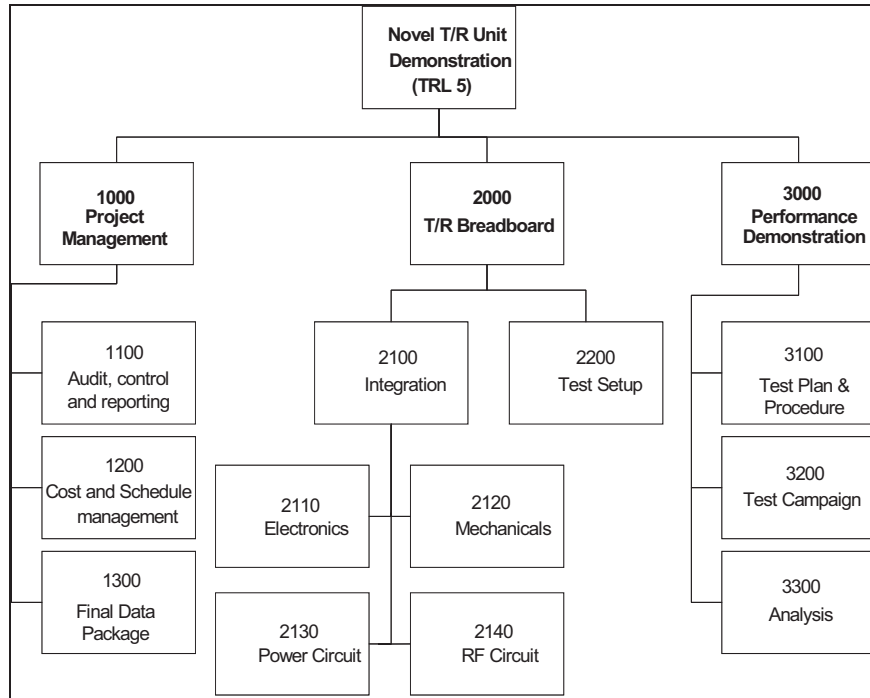 Novel T/R Unit
Demonstration
(TRL 5)
1000
Project
Management
2000
T/R Breadboard
3000
Performance
Demonstration
1100
Audit, control
and reporting
1200
Cost and Schedule
management
1300
Final Data
Package
2100
Integration
2200
Test Setup
2110
Electronics
2120
Mechanicals
2130
Power Circuit
2140
RF Circuit
3100
Test Plan &
Procedure
3200
Test Campaign
3300
Analysis